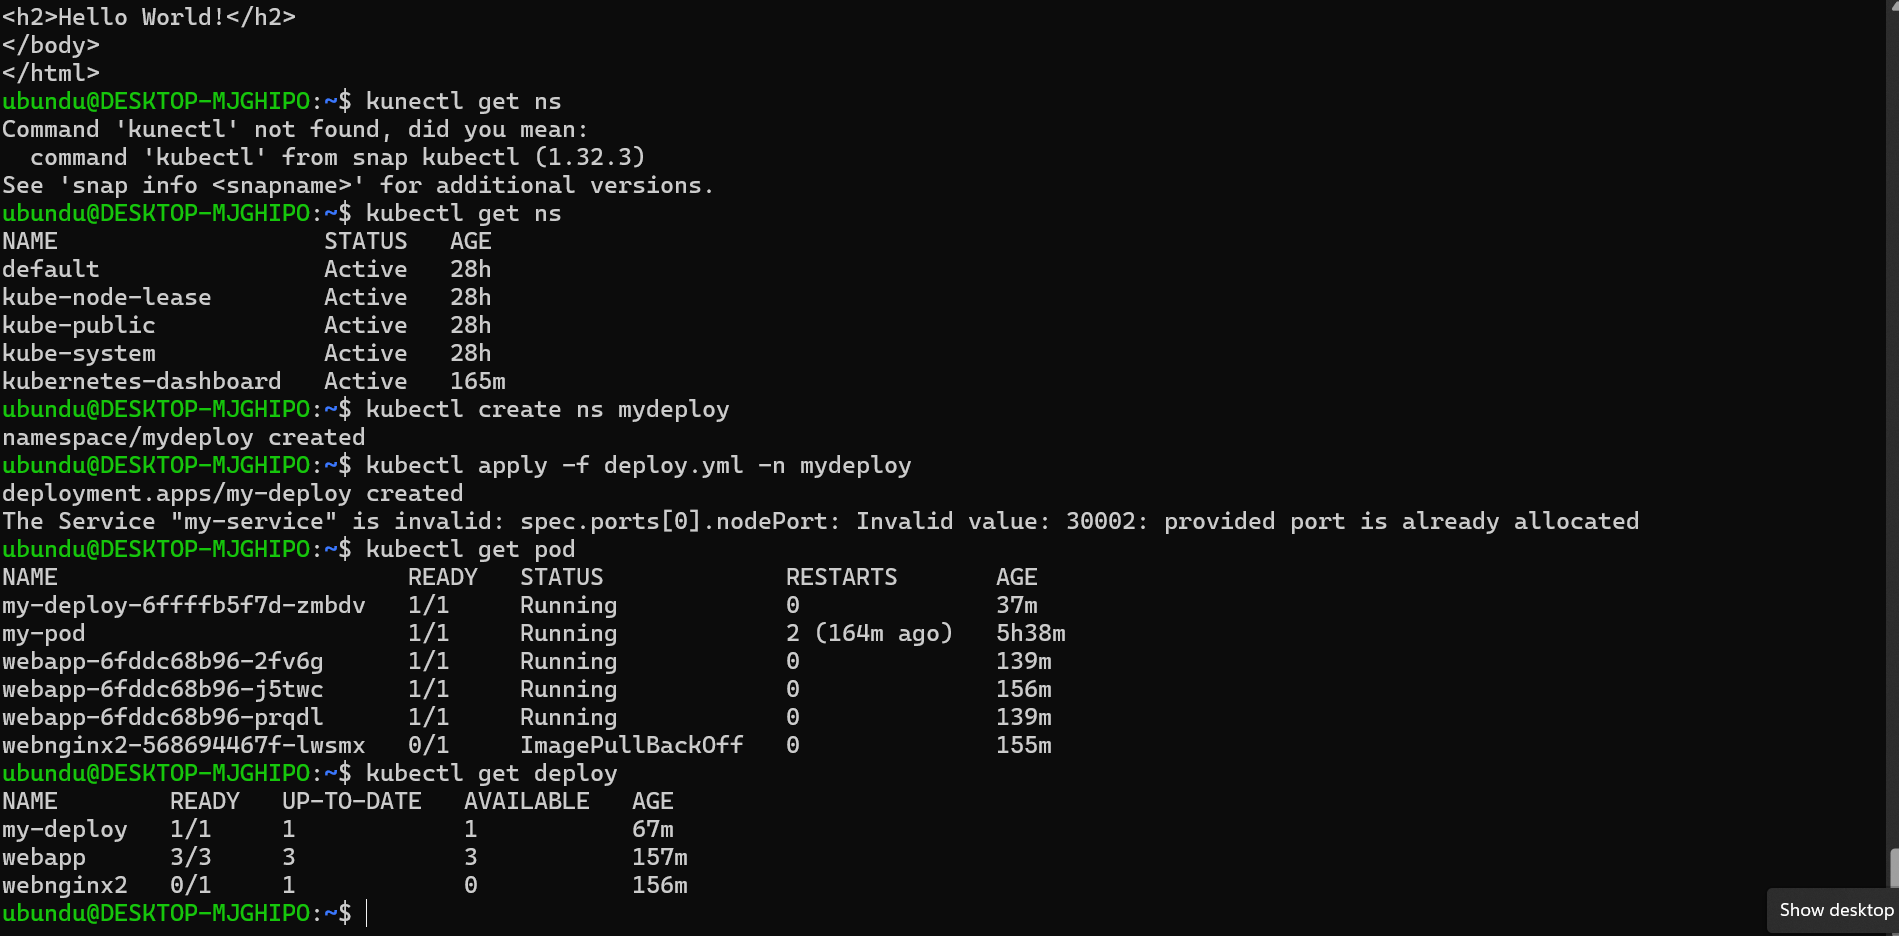 <h2>Hello World!</h2>
</body>
</html>
ubundu@DESKTOP-MJGHIPO:~$ kunectl get ns
Command 'kunectl' not found, did you mean:
  command 'kubectl' from snap kubectl (1.32.3)
See 'snap info <snapname>' for additional versions.
ubundu@DESKTOP-MJGHIPO:~$ kubectl get ns
NAME                   STATUS   AGE
default                Active   28h
kube-node-lease        Active   28h
kube-public            Active   28h
kube-system            Active   28h
kubernetes-dashboard   Active   165m
ubundu@DESKTOP-MJGHIPO:~$ kubectl create ns mydeploy
namespace/mydeploy created
ubundu@DESKTOP-MJGHIPO:~$ kubectl apply -f deploy.yml -n mydeploy
deployment.apps/my-deploy created
The Service "my-service" is invalid: spec.ports[0].nodePort: Invalid value: 30002: provided port is already allocated
ubundu@DESKTOP-MJGHIPO:~$ kubectl get pod
NAME                         READY   STATUS             RESTARTS       AGE
my-deploy-6ffffb5f7d-zmbdv   1/1     Running            0              37m
my-pod                       1/1     Running            2 (164m ago)   5h38m
webapp-6fddc68b96-2fv6g      1/1     Running            0              139m
webapp-6fddc68b96-j5twc      1/1     Running            0              156m
webapp-6fddc68b96-prqdl      1/1     Running            0              139m
webnginx2-568694467f-lwsmx   0/1     ImagePullBackOff   0              155m
ubundu@DESKTOP-MJGHIPO:~$ kubectl get deploy
NAME        READY   UP-TO-DATE   AVAILABLE   AGE
my-deploy   1/1     1            1           67m
webapp      3/3     3            3           157m
webnginx2   0/1     1            0           156m
ubundu@DESKTOP-MJGHIPO:~$
Show desktop